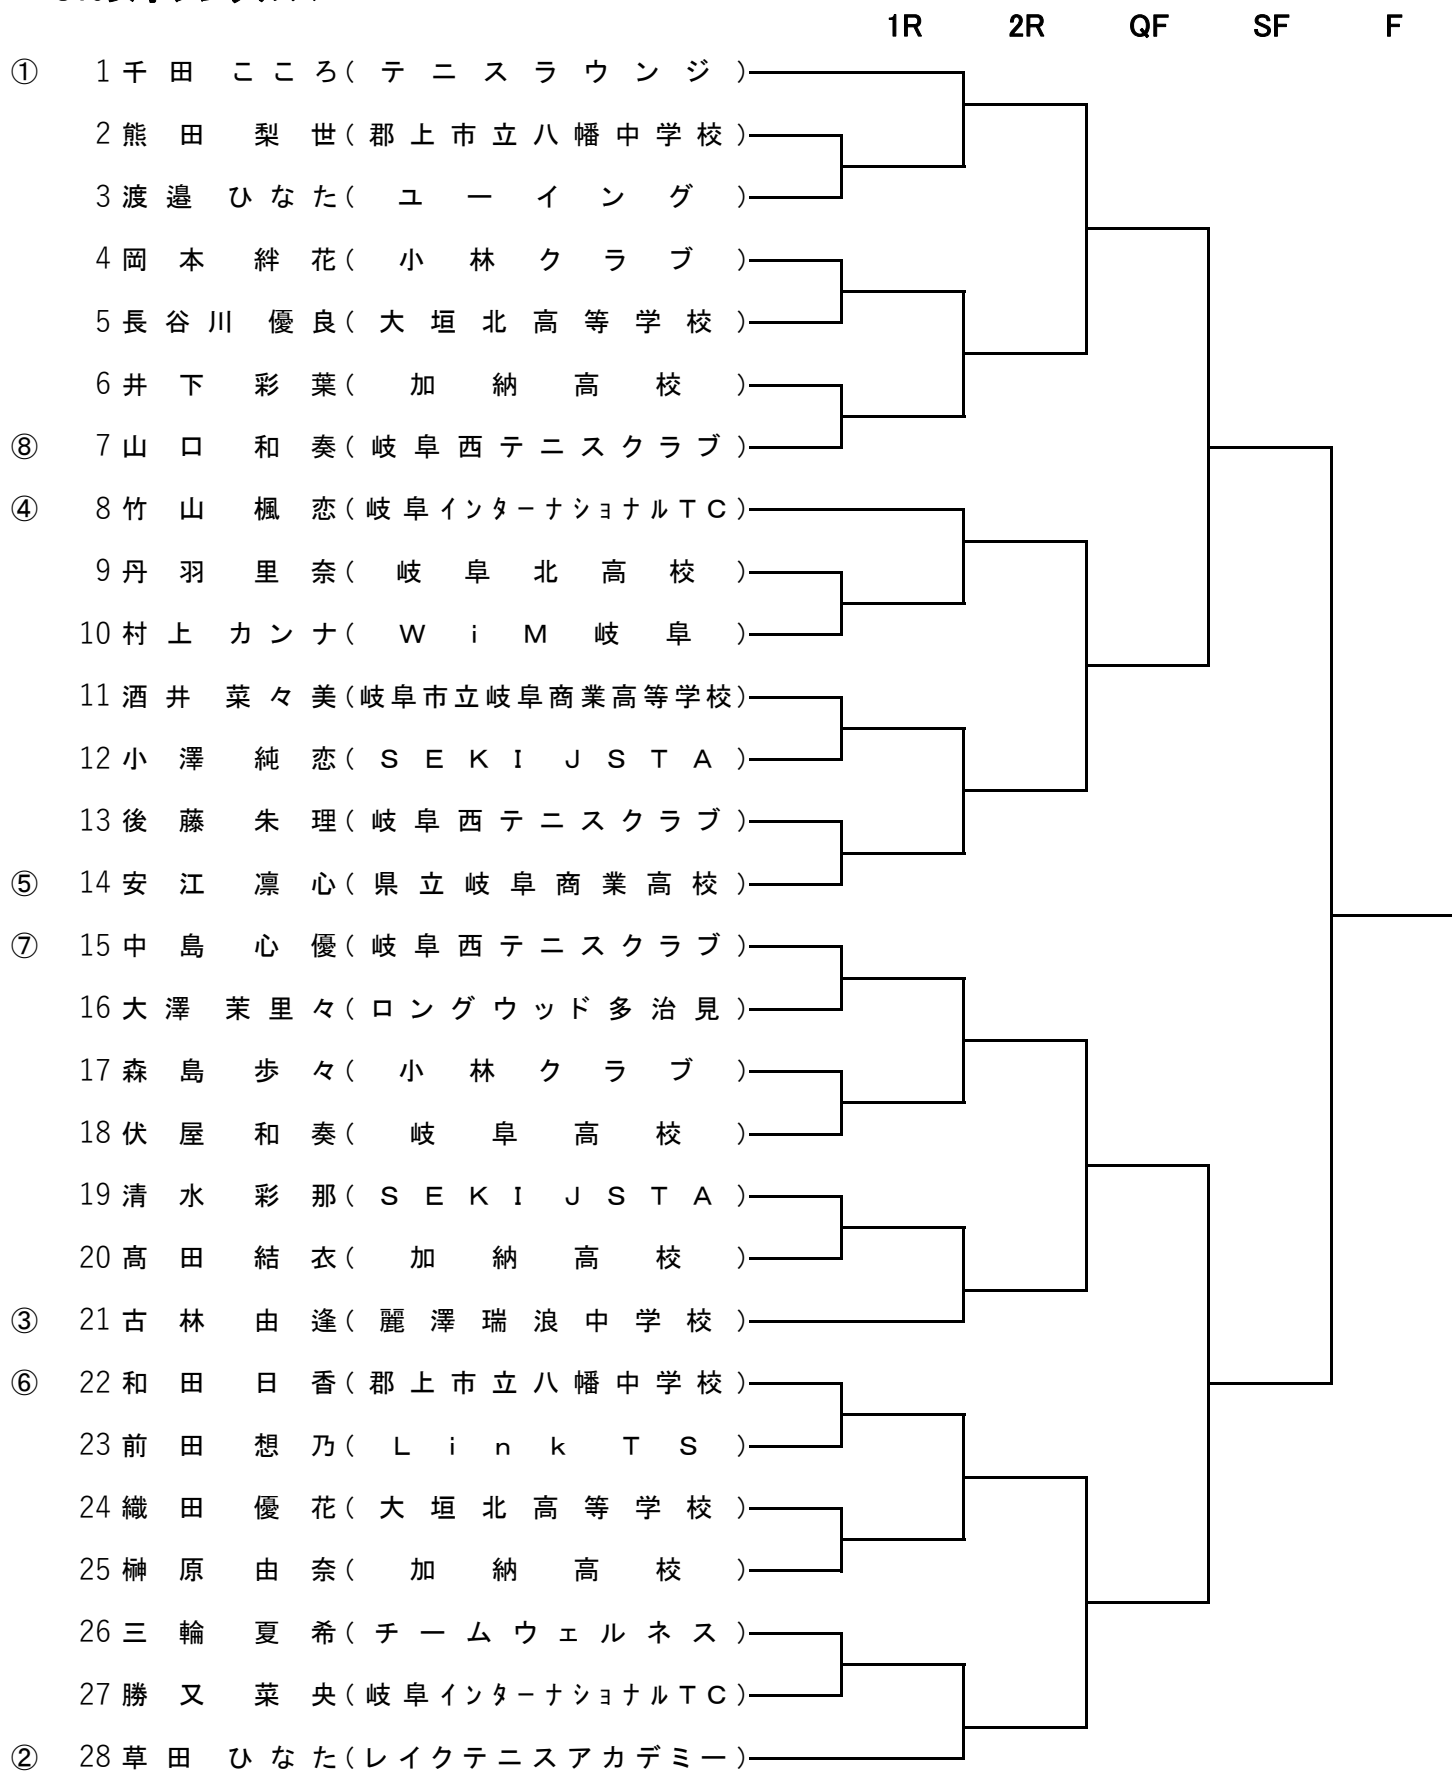 1R 2R QF SF F
① 1 千田 こころ(テニスラウンジ)
2 熊田 梨世(郡上市立八幡中学校)
3 渡邉 ひなた(ユーイング)
4 岡本 絆花(小林クラブ)
5 長谷川 優良(大垣北高等学校)
6 井下 彩葉(加納高校)
⑧ 7 山口 和奏(岐阜西テニスクラブ)
④ 8 竹山 楓恋(岐阜インターナショナルTC)
9 丹羽 里奈(岐阜北高校)
10 村上 カンナ(WiM岐阜)
11 酒井 菜々美(岐阜市立岐阜商業高等学校)
12 小澤 純恋(SEKI JSTA)
13 後藤 朱理(岐阜西テニスクラブ)
⑤ 14 安江 凛心(県立岐阜商業高校)
⑦ 15 中島 心優(岐阜西テニスクラブ)
16 大澤 茉里々(ロングウッド多治見)
17 森島 歩々(小林クラブ)
18 伏屋 和奏(岐阜高校)
19 清水 彩那(SEKI JSTA)
20 髙田 結衣(加納高校)
③ 21 古林 由逢(麗澤瑞浪中学校)
⑥ 22 和田 日香(郡上市立八幡中学校)
23 前田 想乃(Link TS)
24 織田 優花(大垣北高等学校)
25 榊原 由奈(加納高校)
26 三輪 夏希(チームウェルネス)
27 勝又 菜央(岐阜インターナショナルTC)
② 28 草田 ひなた(レイクテニスアカデミー)